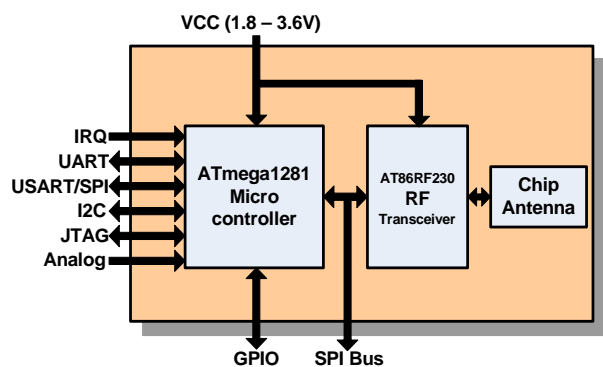 VCC (1.8 – 3.6V)
IRQ
UART
USART/SPI
I2C
JTAG
Analog
ATmega1281
Micro
controller
AT86RF230
RF
Transceiver
Chip
Antenna
GPIO
SPI Bus